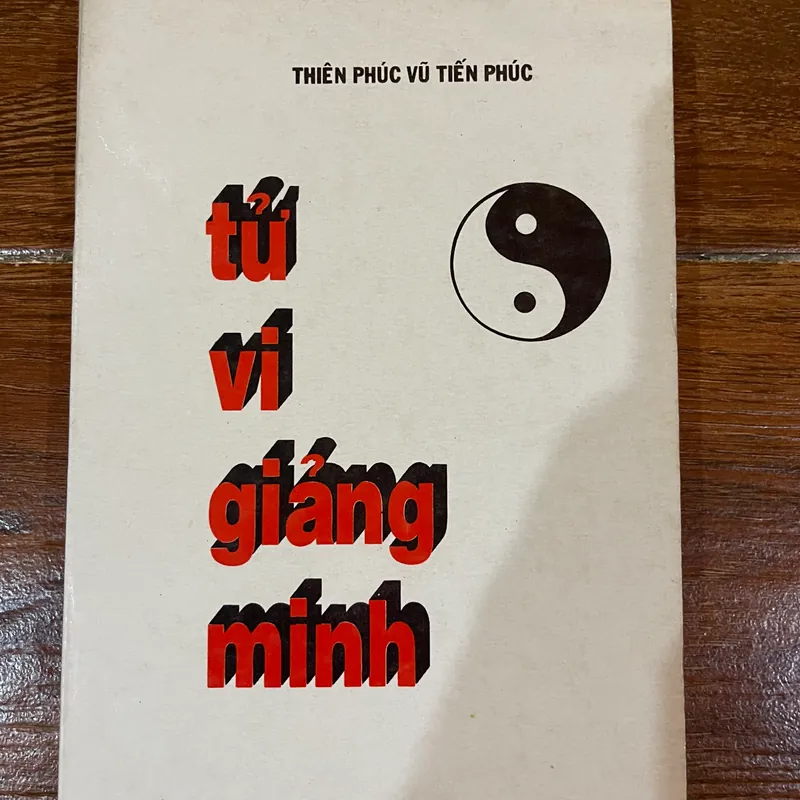 THIÊN PHÚC VŨ TIẾN PHÚC
tử
vi
giảng
minh